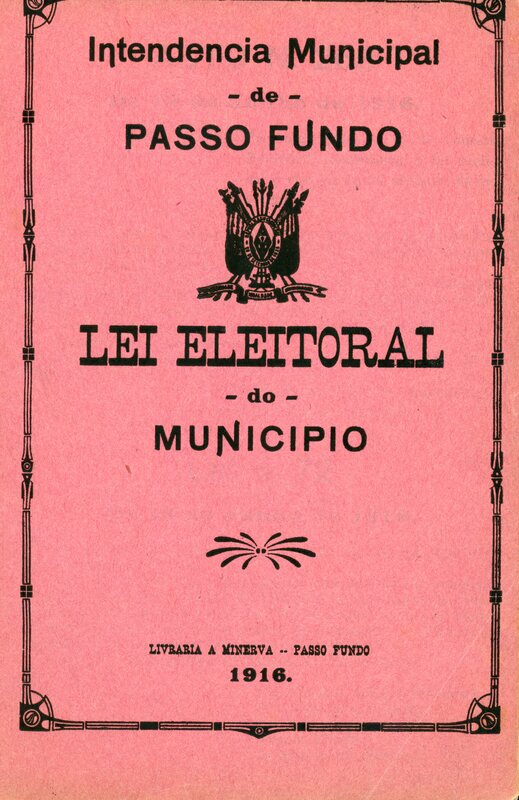 Intendencia Municipal
- de -
PASSO FUNDO
LEI ELEITORAL
- do -
MUNICIPIO
LIVRARIA A MINERVA -- PASSO FUNDO
1916.